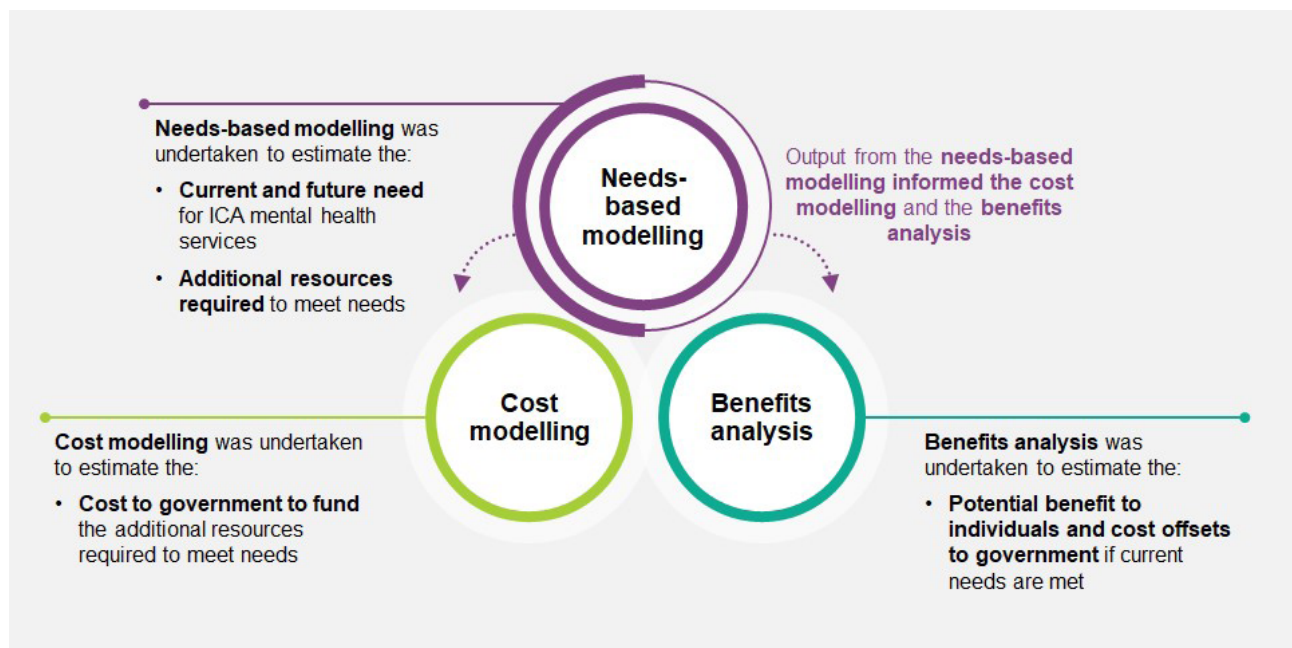 Needs-based modelling was
undertaken to estimate the:
• Current and future need
for ICA mental health
services
• Additional resources
required to meet needs
Needs-
based
modelling
Output from the needs-based
modelling informed the cost
modelling and the benefits
analysis
Cost
modelling
Benefits
analysis
Cost modelling was undertaken
to estimate the:
• Cost to government to fund
the additional resources
required to meet needs
Benefits analysis was
undertaken to estimate the:
• Potential benefit to
individuals and cost offsets
to government if current
needs are met